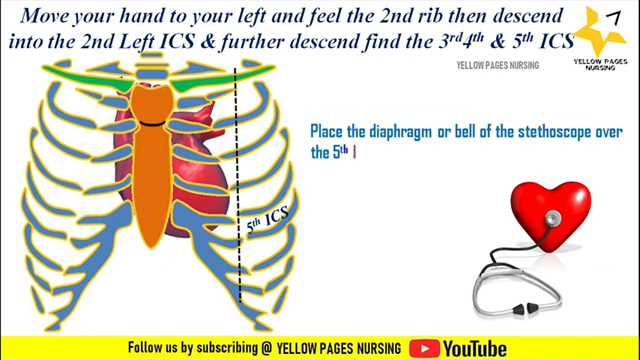 Move your hand to your left and feel the 2nd rib then descend
into the 2nd Left ICS & further descend find the 3rd4th & 5th ICS
YELLOW PAGES NURSING
YELLOW PAGES
NURSING
Place the diaphragm or bell of the stethoscope over
the 5th I
5th ICS
Follow us by subscribing @ YELLOW PAGES NURSING YouTube